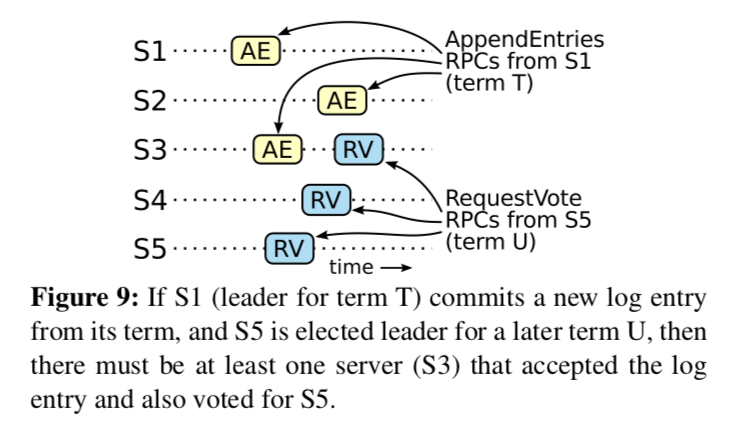 S1 AE
AppendEntries
RPCs from S1
(term T)
S2 AE
S3 AE RV
S4 RV
RequestVote
RPCs from S5
(term U)
S5 RV
time
Figure 9: If S1 (leader for term T) commits a new log entry
from its term, and S5 is elected leader for a later term U, then
there must be at least one server (S3) that accepted the log
entry and also voted for S5.